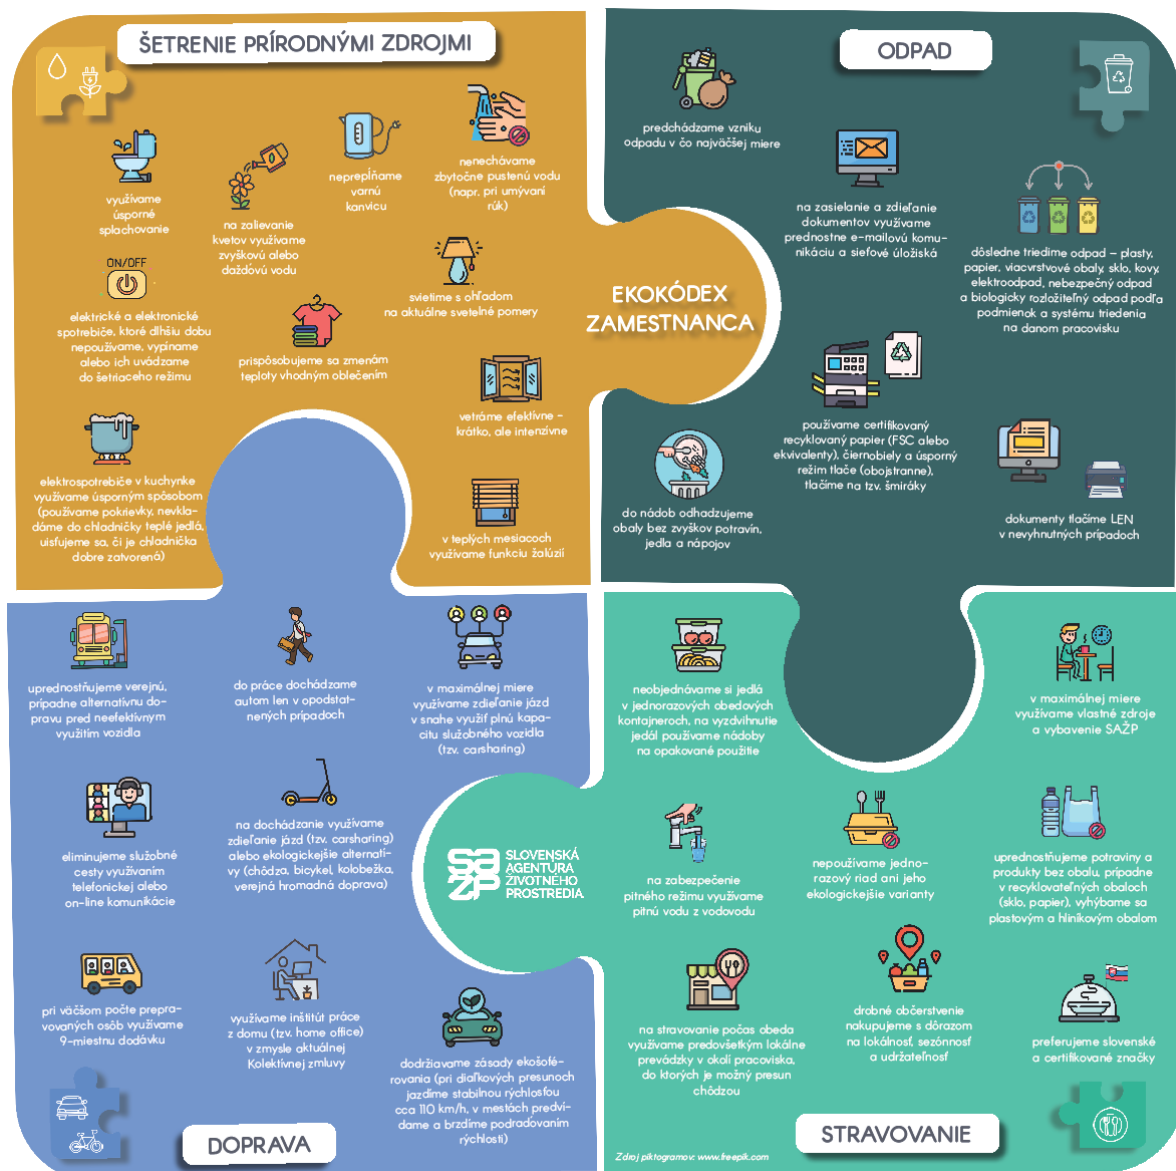 ŠETRENIE PRÍRODNÝMI ZDROJMI
využívame
úsporné
splachovanie
na zalievanie
kvetov využívame
zvyškovú alebo
dažďovú vodu
neprepĺňame
varnú
kanvicu
nenechávame
zbytočne pustenú vodu
(napr. pri umývaní
rúk)
ON/OFF
elektrické a elektronické
spotrebiče, ktoré dlhšiu dobu
nepoužívame, vypíname
alebo ich uvádzame
do šetriaceho režimu
prispôsobujeme sa zmenám
teploty vhodným oblečením
svietime s ohľadom
na aktuálne svetelné pomery
vetráme efektívne –
krátko, ale intenzívne
elektrospotrebiče v kuchynke
využívame úsporným spôsobom
(používame pokrievky, nevkla-
dáme do chladničky teplé jedlá,
uisťujeme sa, či je chladnička
dobre zatvorená)
v teplých mesiacoch
využívame funkciu žalúzií
EKOKÓDEX
ZAMESTNANCA
ODPAD
predchádzame vzniku
odpadu v čo najväčšej miere
na zasielanie a zdieľanie
dokumentov využívame
prednostne e-mailovú komu-
nikáciu a sieťové úložiská
dôsledne triedime odpad – plasty,
papier, viacvrstvové obaly, sklo, kovy,
elektroodpad, nebezpečný odpad
a biologicky rozložiteľný odpad podľa
podmienok a systému triedenia
na danom pracovisku
používame certifikovaný
recyklovaný papier (FSC alebo
ekvivalenty), čiernobiely a úsporný
režim tlače (obojstranne),
tlačíme na tzv. šmiráky
do nádob odhadzujeme
obaly bez zvyškov potravín,
jedla a nápojov
dokumenty tlačíme LEN
v nevyhnutných prípadoch
uprednostňujeme verejnú,
prípadne alternatívnu do-
pravu pred neefektívnym
využitím vozidla
do práce dochádzame
autom len v opodstat-
nených prípadoch
v maximálnej miere
využívame zdieľanie jázd
v snahe využiť plnú kapa-
citu služobného vozidla
(tzv. carsharing)
eliminujeme služobné
cesty využívaním
telefonickej alebo
on-line komunikácie
na dochádzanie využívame
zdieľanie jázd (tzv. carsharing)
alebo ekologickejšie alternatí-
vy (chôdza, bicykel, kolobežka,
verejná hromadná doprava)
pri väčšom počte prepra-
vovaných osôb využívame
9-miestnu dodávku
využívame inštitút práce
z domu (tzv. home office)
v zmysle aktuálnej
Kolektívnej zmluvy
dodržiavame zásady ekošofé-
rovania (pri diaľkových presunoch
jazdíme stabilnou rýchlosťou
cca 110 km/h, v mestách predví-
dame a brzdíme podraďovaním
rýchlosti)
DOPRAVA
SAŽP
SLOVENSKÁ
AGENTÚRA
ŽIVOTNÉHO
PROSTREDIA
neobjednávame si jedlá
v jednorazových obedových
kontajneroch, na vyzdvihnutie
jedál používame nádoby
na opakované použitie
v maximálnej miere
využívame vlastné zdroje
a vybavenie SAŽP
na zabezpečenie
pitného režimu využívame
pitnú vodu z vodovodu
nepoužívame jedno-
razový riad ani jeho
ekologickejšie varianty
uprednostňujeme potraviny a
produkty bez obalu, prípadne
v recyklovateľných obaloch
(sklo, papier), vyhýbame sa
plastovým a hliníkovým obalom
na stravovanie počas obeda
využívame predovšetkým lokálne
prevádzky v okolí pracoviska,
do ktorých je možný presun
chôdzou
drobné občerstvenie
nakupujeme s dôrazom
na lokálnosť, sezónnosť
a udržateľnosť
preferujeme slovenské
a certifikované značky
STRAVOVANIE
Zdroj piktogramov: www.freepik.com